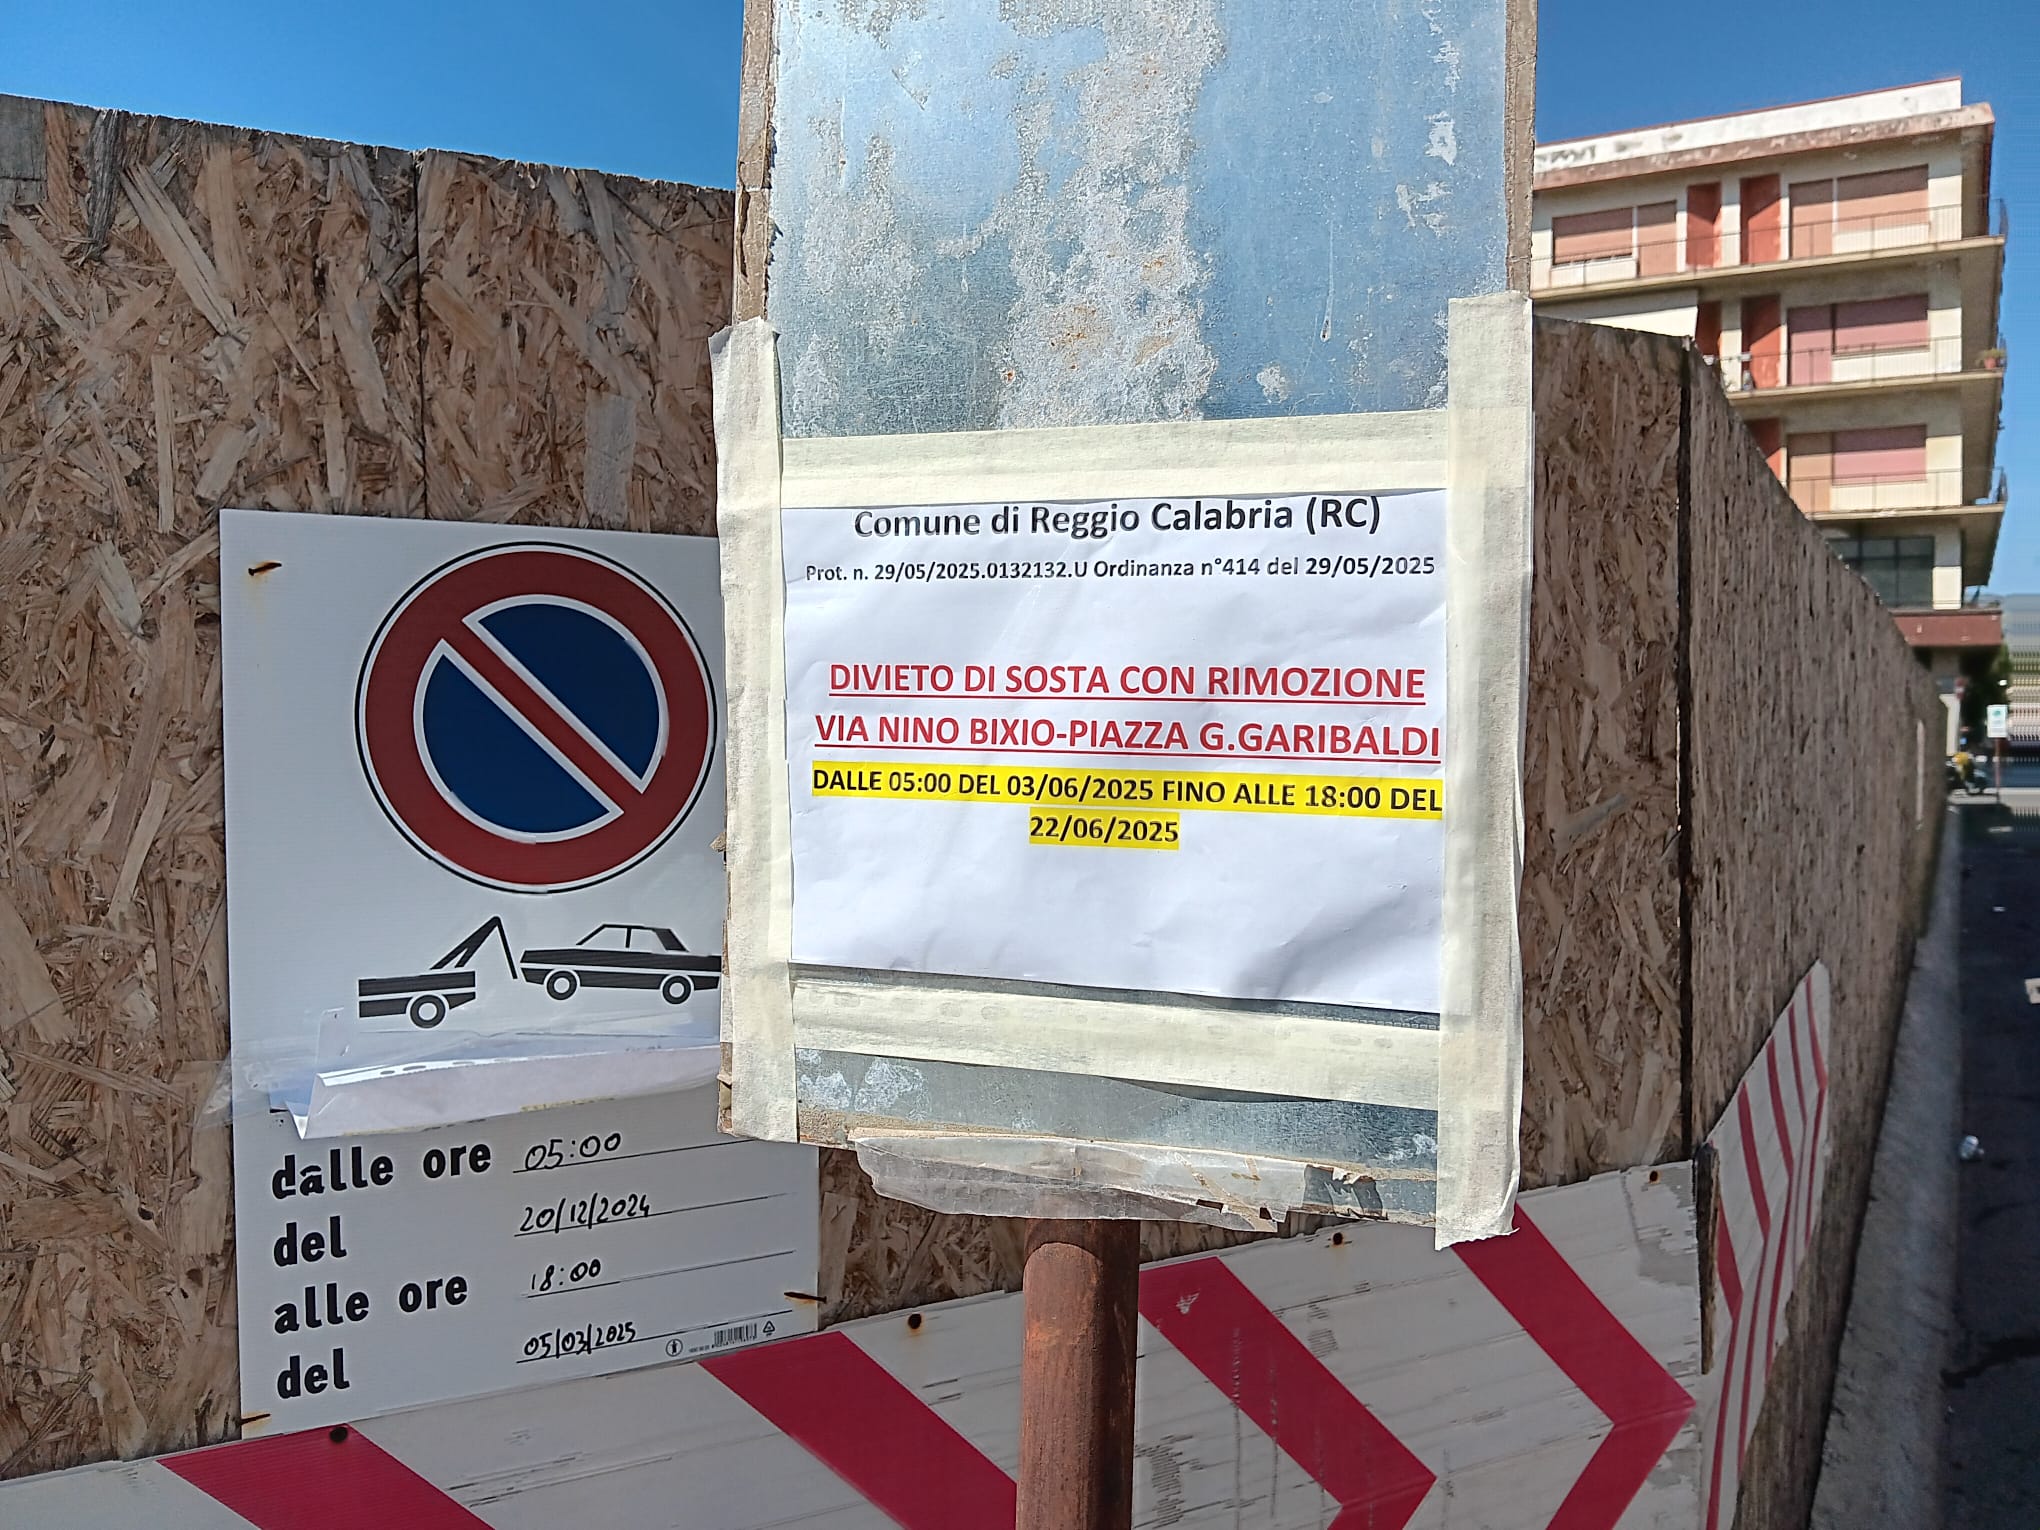 Comune di Reggio Calabria (RC)
Prot. n. 29/05/2025.0132132.U Ordinanza n°414 del 29/05/2025
DIVIETO DI SOSTA CON RIMOZIONE
VIA NINO BIXIO-PIAZZA G.GARIBALDI
DALLE 05:00 DEL 03/06/2025 FINO ALLE 18:00 DEL
22/06/2025
dalle ore 05:00
del 20/12/2024
alle ore 18:00
del 05/03/2025